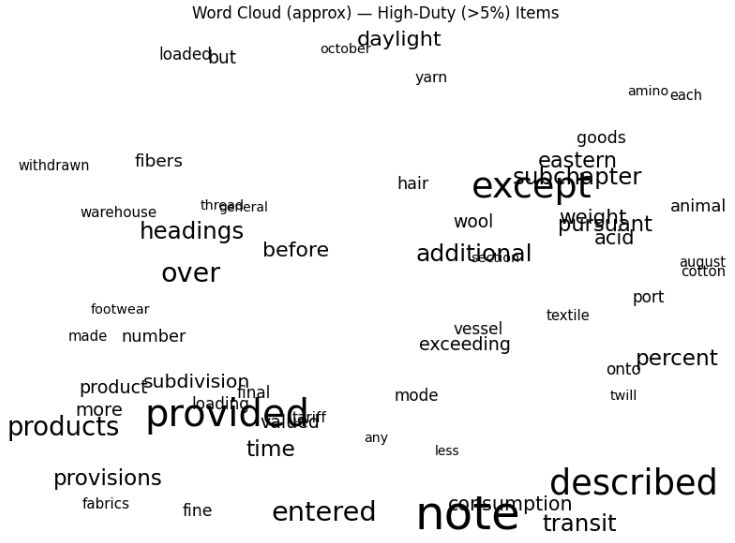 Word Cloud (approx) — High-Duty (>5%) Items
daylight
october
loaded
but
yarn
amino
each
goods
eastern
fibers
withdrawn
subchapter
except
hair
thread
general
animal
warehouse
weight
wool
pursuant
headings
acid
before
additional
section
august
cotton
over
port
footwear
textile
vessel
made
number
exceeding
percent
onto
subdivision
product
final
mode
twill
loading
more
provided
tariff
valued
products
any
time
less
provisions
described
fabrics
consumption
fine
entered
note
transit